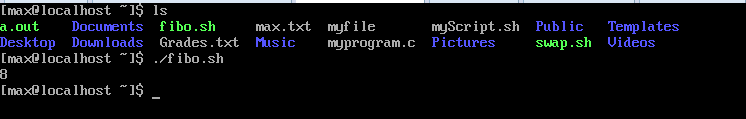 [max@localhost ~]$ ls
a.out    Documents  fibo.sh     max.txt  myfile       myScript.sh  Public   Templates
Desktop  Downloads  Grades.txt  Music    myprogram.c  Pictures     swap.sh  Videos
[max@localhost ~]$ ./fibo.sh
8
[max@localhost ~]$ _